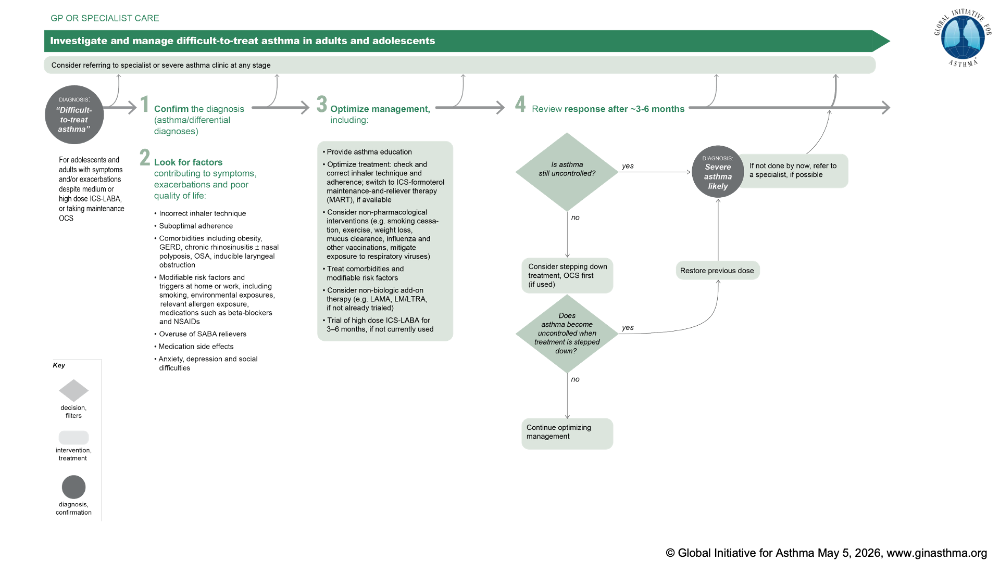 GP OR SPECIALIST CARE
Investigate and manage difficult-to-treat asthma in adults and adolescents
Consider referring to specialist or severe asthma clinic at any stage
GLOBAL INITIATIVE FOR
ASTHMA
DIAGNOSIS:
“Difficult-
to-treat
asthma”
For adolescents and
adults with symptoms
and/or exacerbations
despite medium or
high dose ICS-LABA,
or taking maintenance
OCS
1 Confirm the diagnosis
(asthma/differential
diagnoses)
2 Look for factors
contributing to symptoms,
exacerbations and poor
quality of life:
• Incorrect inhaler technique
• Suboptimal adherence
• Comorbidities including obesity,
GERD, chronic rhinosinusitis ± nasal
polyposis, OSA, inducible laryngeal
obstruction
• Modifiable risk factors and
triggers at home or work, including
smoking, environmental exposures,
relevant allergen exposure,
medications such as beta-blockers
and NSAIDs
• Overuse of SABA relievers
• Medication side effects
• Anxiety, depression and social
difficulties
3 Optimize management,
including:
• Provide asthma education
• Optimize treatment: check and
correct inhaler technique and
adherence; switch to ICS-formoterol
maintenance-and-reliever therapy
(MART), if available
• Consider non-pharmacological
interventions (e.g. smoking cessa-
tion, exercise, weight loss,
mucus clearance, influenza and
other vaccinations, mitigate
exposure to respiratory viruses)
• Treat comorbidities and
modifiable risk factors
• Consider non-biologic add-on
therapy (e.g. LAMA, LM/LTRA,
if not already trialed)
• Trial of high dose ICS-LABA for
3–6 months, if not currently used
4 Review response after ~3-6 months
Is asthma
still uncontrolled?
yes
no
DIAGNOSIS:
Severe
asthma
likely
If not done by now, refer to
a specialist, if possible
Consider stepping down
treatment, OCS first
(if used)
Restore previous dose
Does
asthma become
uncontrolled when
treatment is stepped
down?
yes
no
Continue optimizing
management
Key
decision,
filters
intervention,
treatment
diagnosis,
confirmation
© Global Initiative for Asthma May 5, 2026, www.ginasthma.org